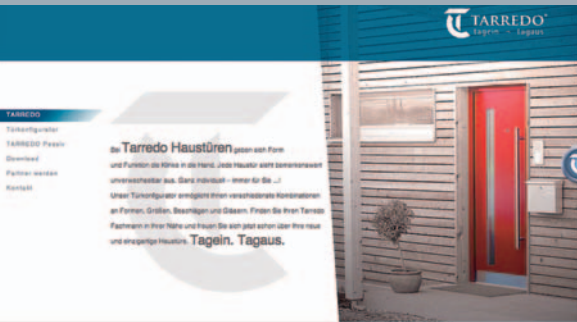 TARREDO®
tagein - tagaus
TARREDO
Türkonfigurator
TARREDO Passiv
Download
Partner werden
Kontakt
Bei Tarredo Haustüren geben sich Form
und Funktion die Klinke in die Hand. Jede Haustür sieht bemerkenswert
unverwechselbar aus. Ganz individuell – immer für Sie ...!
Unser Türkonfigurator ermöglicht Ihnen verschiedenste Kombinationen
an Formen, Größen, Beschlägen und Gläsern. Finden Sie Ihren Tarredo
Fachmann in Ihrer Nähe und freuen Sie sich jetzt schon über Ihre neue
und einzigartige Haustüre. Tagein. Tagaus.